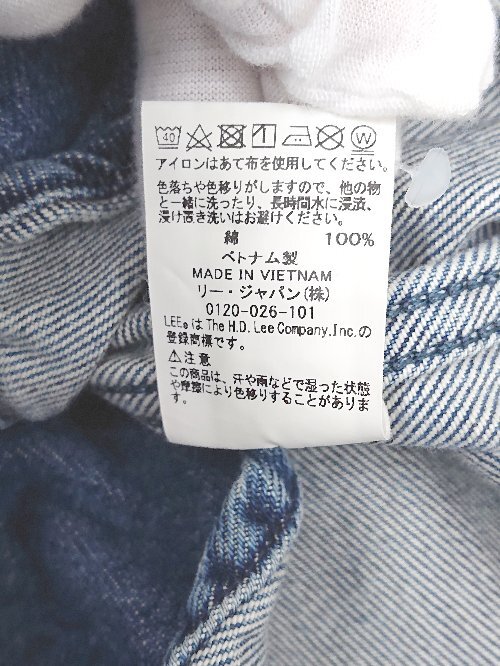 40 W
アイロンはあて布を使用してください。
色落ちや色移りがしますので、他の物
と一緒に洗ったり、長時間水に浸漬、
浸け置き洗いはお避けください。
綿 100%
ベトナム製
MADE IN VIETNAM
リー・ジャパン(株)
0120-026-101
LEE®はThe H.D. Lee Company, Inc.の
登録商標です。
⚠注意
この商品は、汗や雨などで湿った状態
や摩擦により色移りすることがありま
す。